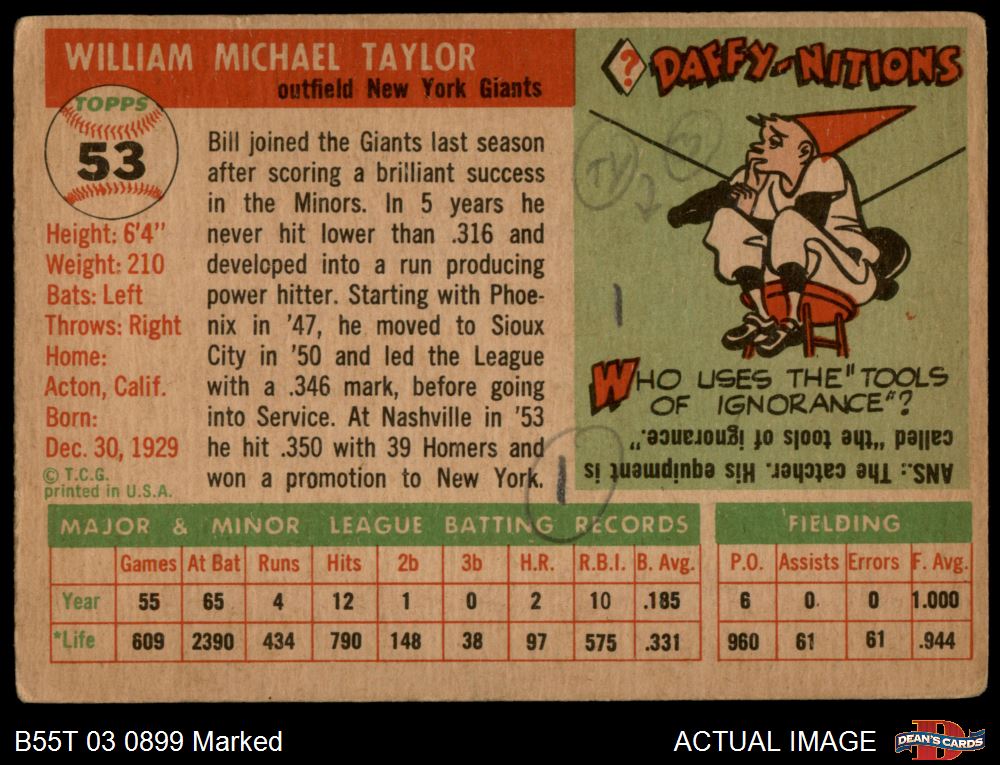 WILLIAM MICHAEL TAYLOR
outfield New York Giants
TOPPS
53
Height: 6'4"
Weight: 210
Bats: Left
Throws: Right
Home:
Acton, Calif.
Born:
Dec. 30, 1929
© T.C.G.
printed in U.S.A.
Bill joined the Giants last season
after scoring a brilliant success
in the Minors. In 5 years he
never hit lower than .316 and
developed into a run producing
power hitter. Starting with Phoe-
nix in '47, he moved to Sioux
City in '50 and led the League
with a .346 mark, before going
into Service. At Nashville in '53
he hit .350 with 39 Homers and
won a promotion to New York.
1
? DAFFY-NITIONS
TV 2
1
WHO USES THE "TOOLS
OF IGNORANCE"?
ANS.: The catcher. His equipment is
called "the tools of ignorance".
MAJOR & MINOR LEAGUE BATTING RECORDS FIELDING
Games At Bat Runs Hits 2b 3b H.R. R.B.I. B. Avg. P.O. Assists Errors F. Avg.
Year 55 65 4 12 1 0 2 10 .185 6 0 0 1.000
*Life 609 2390 434 790 148 38 97 575 .331 960 61 61 .944
B55T 03 0899 Marked
ACTUAL IMAGE
DEAN'S CARDS